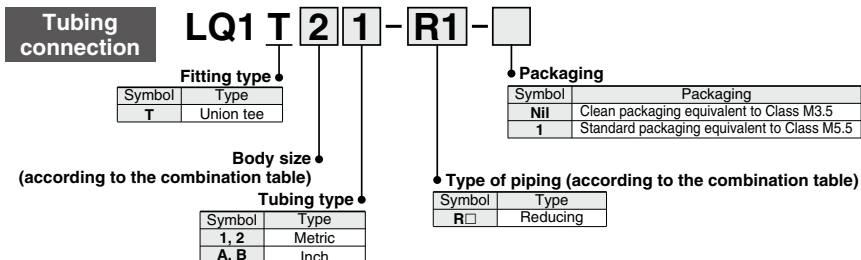 Tubing
connection
LQ1 T 2 1 - R1 - □
Fitting type
Symbol Type
T Union tee
Packaging
Symbol Packaging
Nil Clean packaging equivalent to Class M3.5
1 Standard packaging equivalent to Class M5.5
Body size
(according to the combination table)
Tubing type
Symbol Type
1, 2 Metric
A, B Inch
Type of piping (according to the combination table)
Symbol Type
R□ Reducing